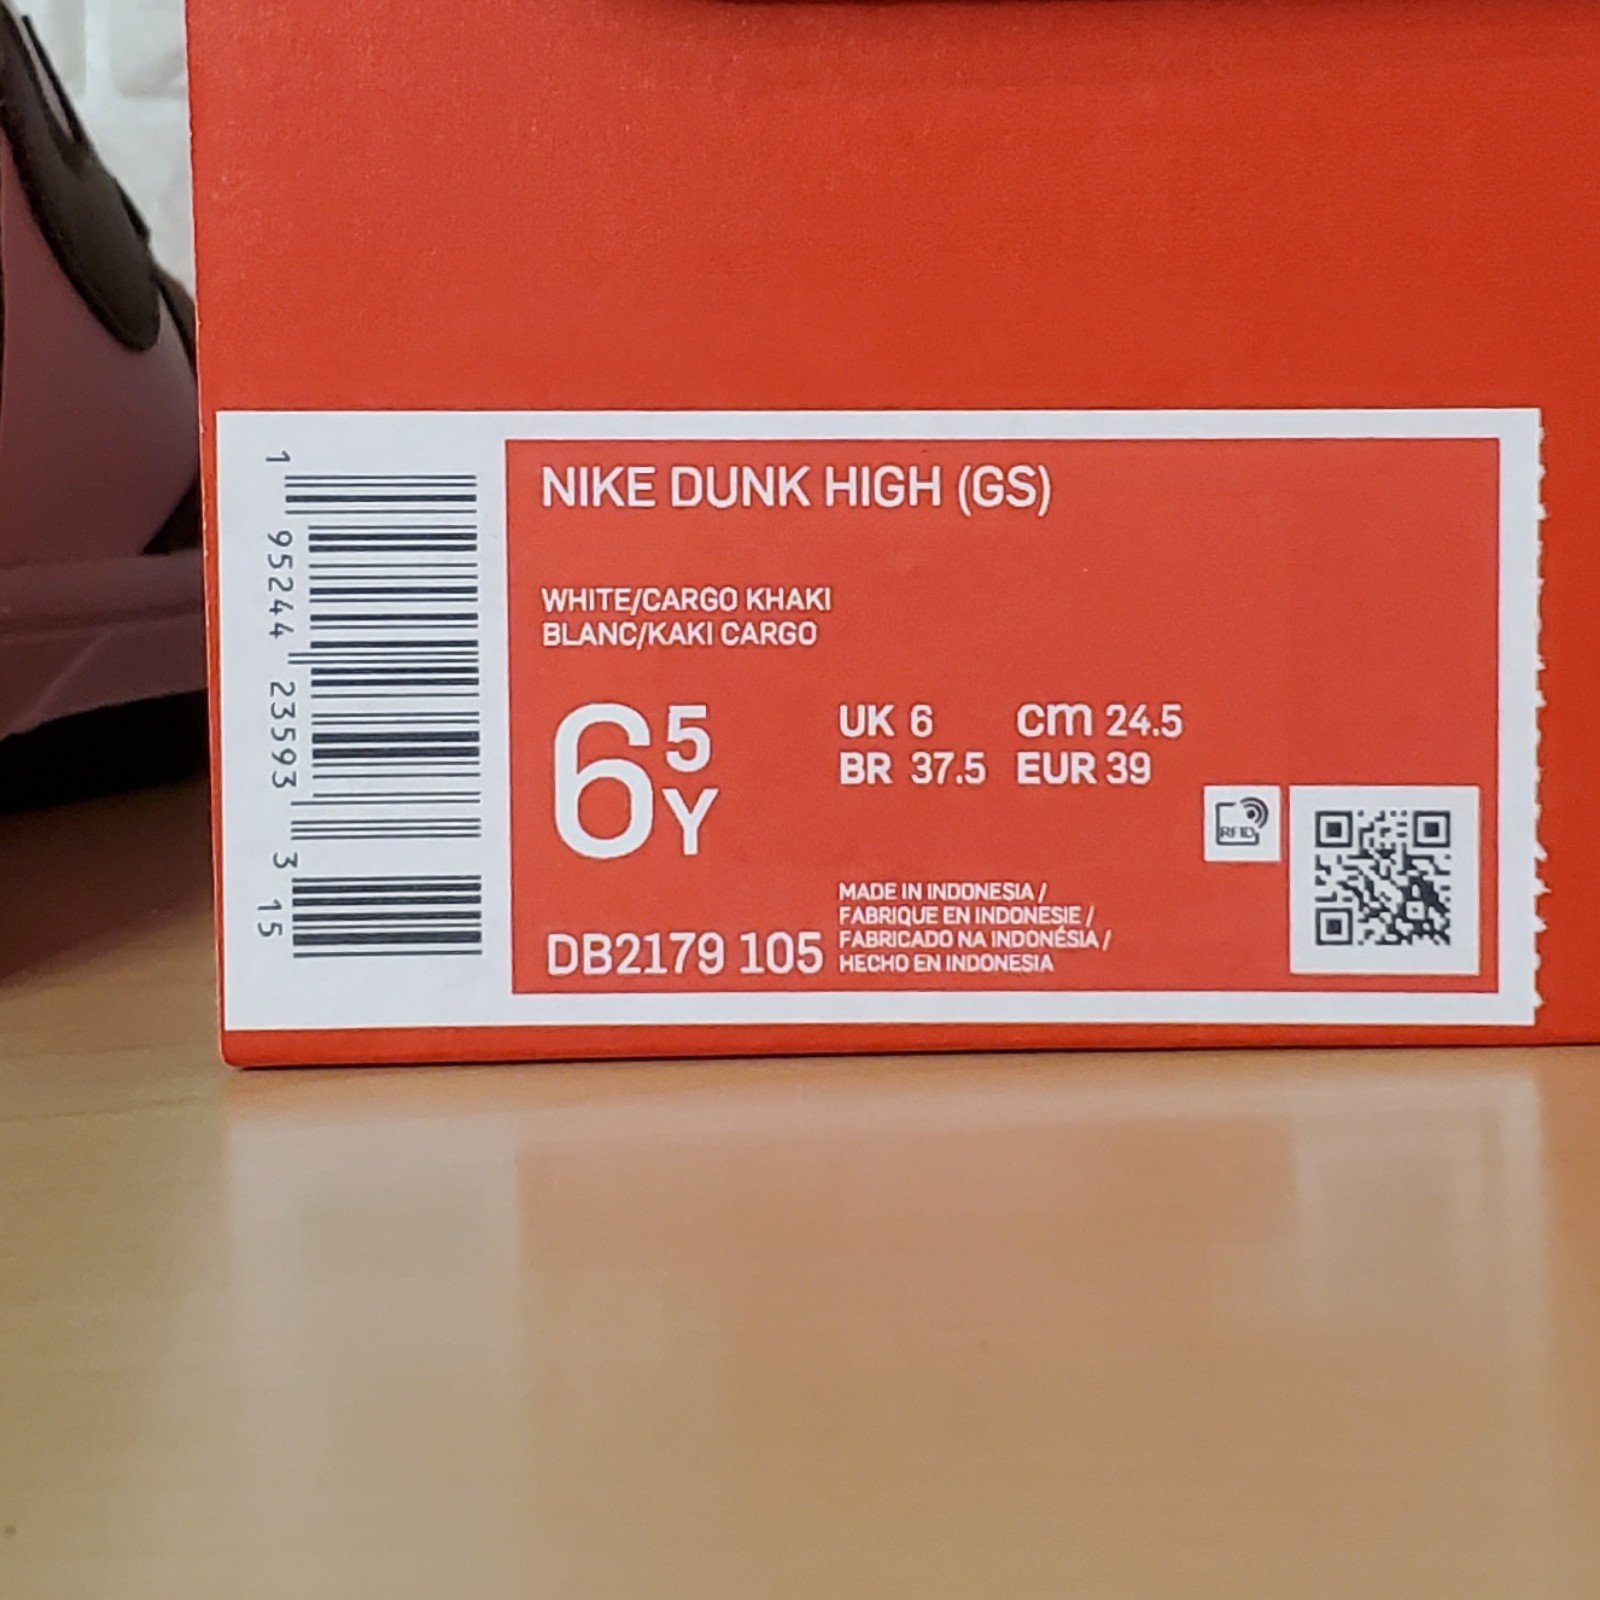 1 95244 23593 3 15
NIKE DUNK HIGH (GS)
WHITE/CARGO KHAKI
BLANC/KAKI CARGO
6 5 Y
UK 6 cm 24.5
BR 37.5 EUR 39
RFID
DB2179 105
MADE IN INDONESIA /
FABRIQUE EN INDONESIE /
FABRICADO NA INDONÉSIA /
HECHO EN INDONESIA